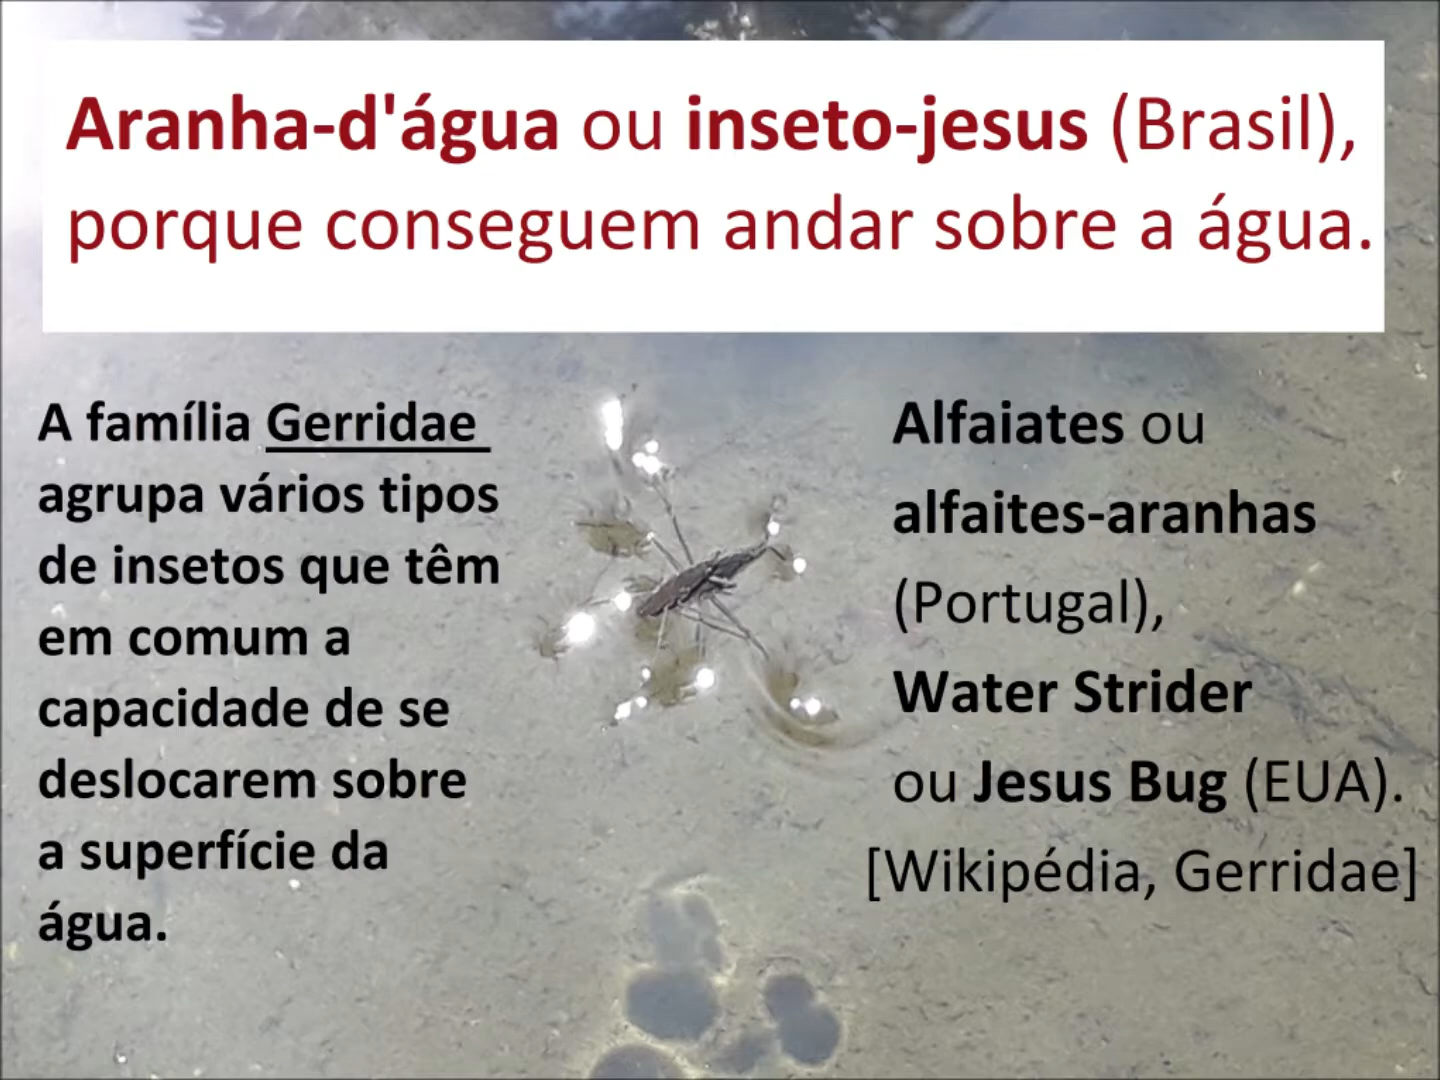 Aranha-d'água ou inseto-jesus (Brasil),
porque conseguem andar sobre a água.
A família Gerridae
agrupa vários tipos
de insetos que têm
em comum a
capacidade de se
deslocarem sobre
a superfície da
água.
Alfaiates ou
alfaites-aranhas
(Portugal),
Water Strider
ou Jesus Bug (EUA).
[Wikipédia, Gerridae]